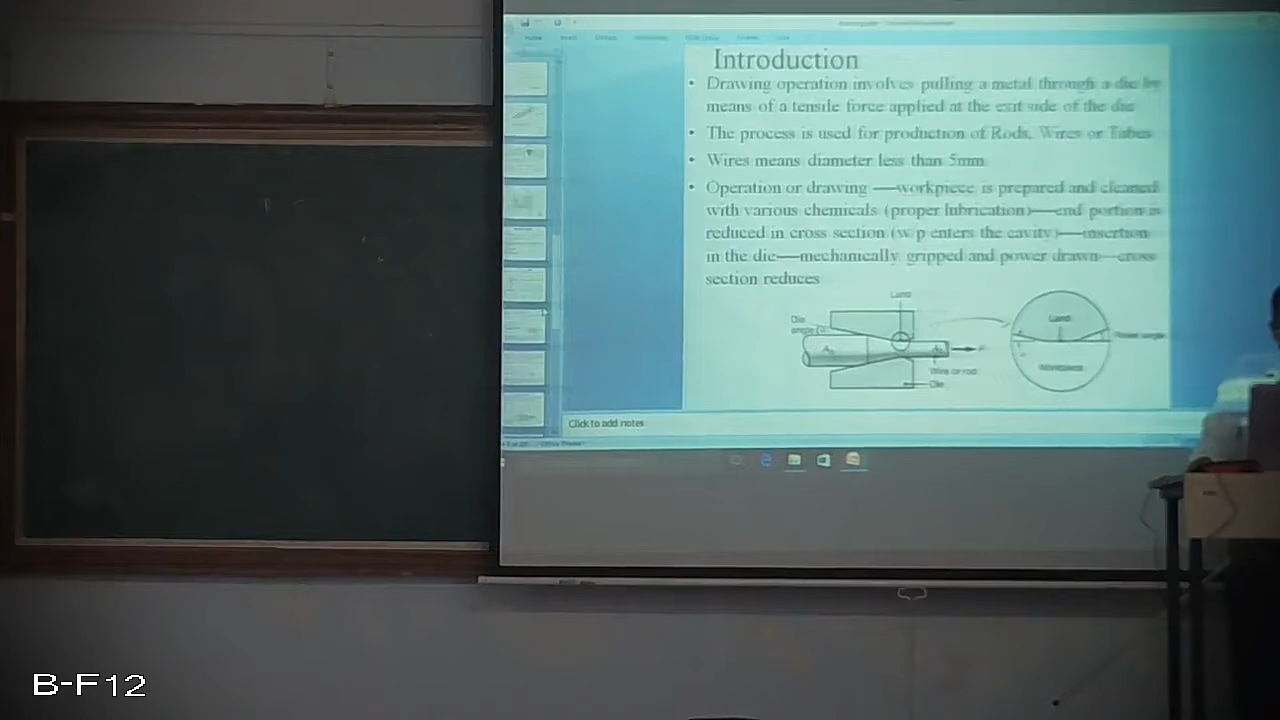 Introduction
• Drawing operation involves pulling a metal through a die by
means of a tensile force applied at the exit side of the die
• The process is used for production of Rods, Wires or Tubes
• Wires means diameter less than 5mm
• Operation or drawing —workpiece is prepared and cleaned
with various chemicals (proper lubrication)—end portion is
reduced in cross section (w/p enters the cavity)—insertion
in the die—mechanically gripped and power drawn—cross
section reduces
Land
Die
angle
Land
Wire or rod
Die
Click to add notes
B-F12